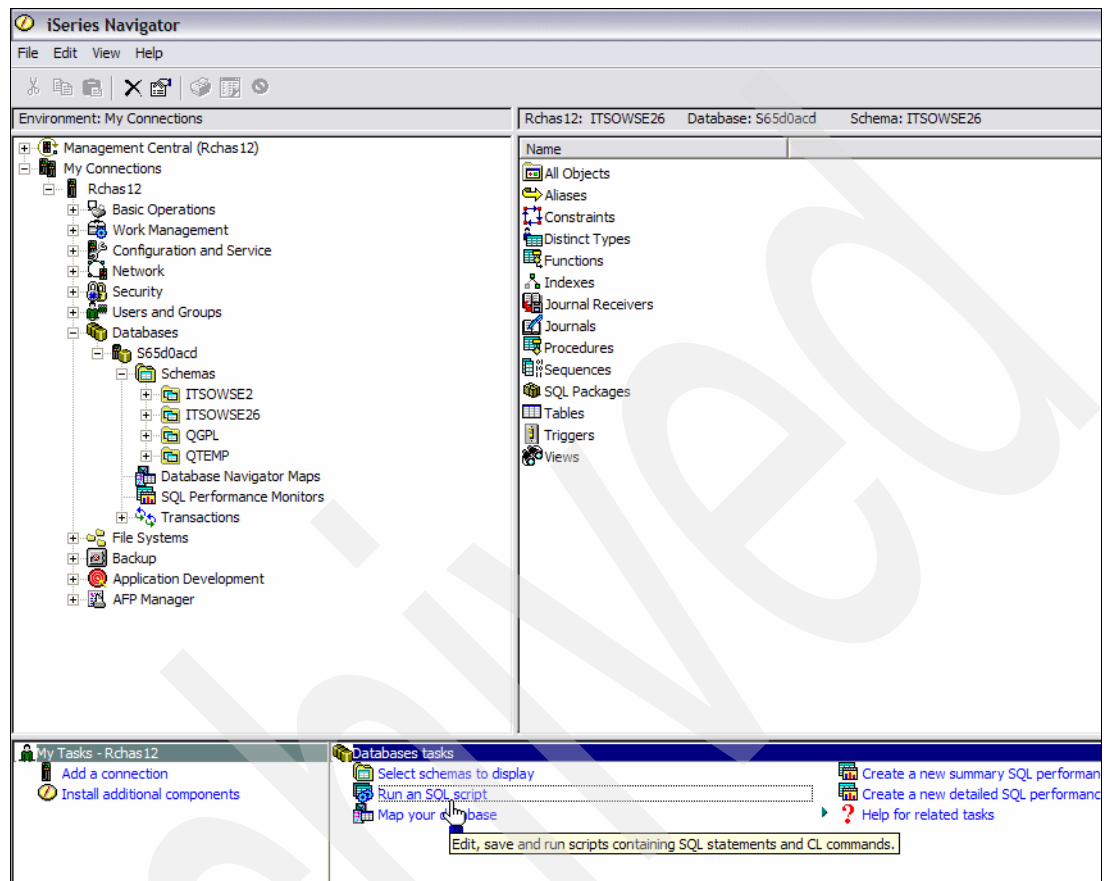 iSeries Navigator
File Edit View Help
Environment: My Connections
Rchas12: ITSOWSE26 Database: S65d0acd Schema: ITSOWSE26
Management Central (Rchas12)
My Connections
Rchas12
Basic Operations
Work Management
Configuration and Service
Network
Security
Users and Groups
Databases
S65d0acd
Schemas
ITSOWSE2
ITSOWSE26
QGPL
QTEMP
Database Navigator Maps
SQL Performance Monitors
Transactions
File Systems
Backup
Application Development
AFP Manager
Name
All Objects
Aliases
Constraints
Distinct Types
Functions
Indexes
Journal Receivers
Journals
Procedures
Sequences
SQL Packages
Tables
Triggers
Views
My Tasks - Rchas12
Add a connection
Install additional components
Databases tasks
Select schemas to display
Run an SQL script
Map your database
Create a new summary SQL performan
Create a new detailed SQL performanc
? Help for related tasks
Edit, save and run scripts containing SQL statements and CL commands.